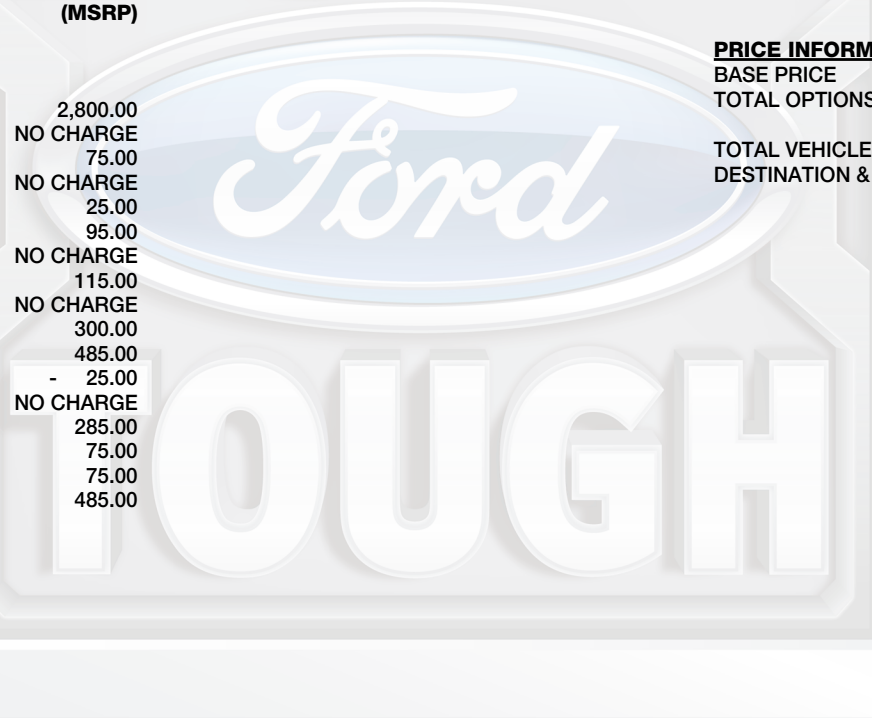 (MSRP)
2,800.00
NO CHARGE
75.00
NO CHARGE
25.00
95.00
NO CHARGE
115.00
NO CHARGE
300.00
485.00
- 25.00
NO CHARGE
285.00
75.00
75.00
485.00
PRICE INFORM
BASE PRICE
TOTAL OPTIONS
TOTAL VEHICLE
DESTINATION &
Ford
TOUGH